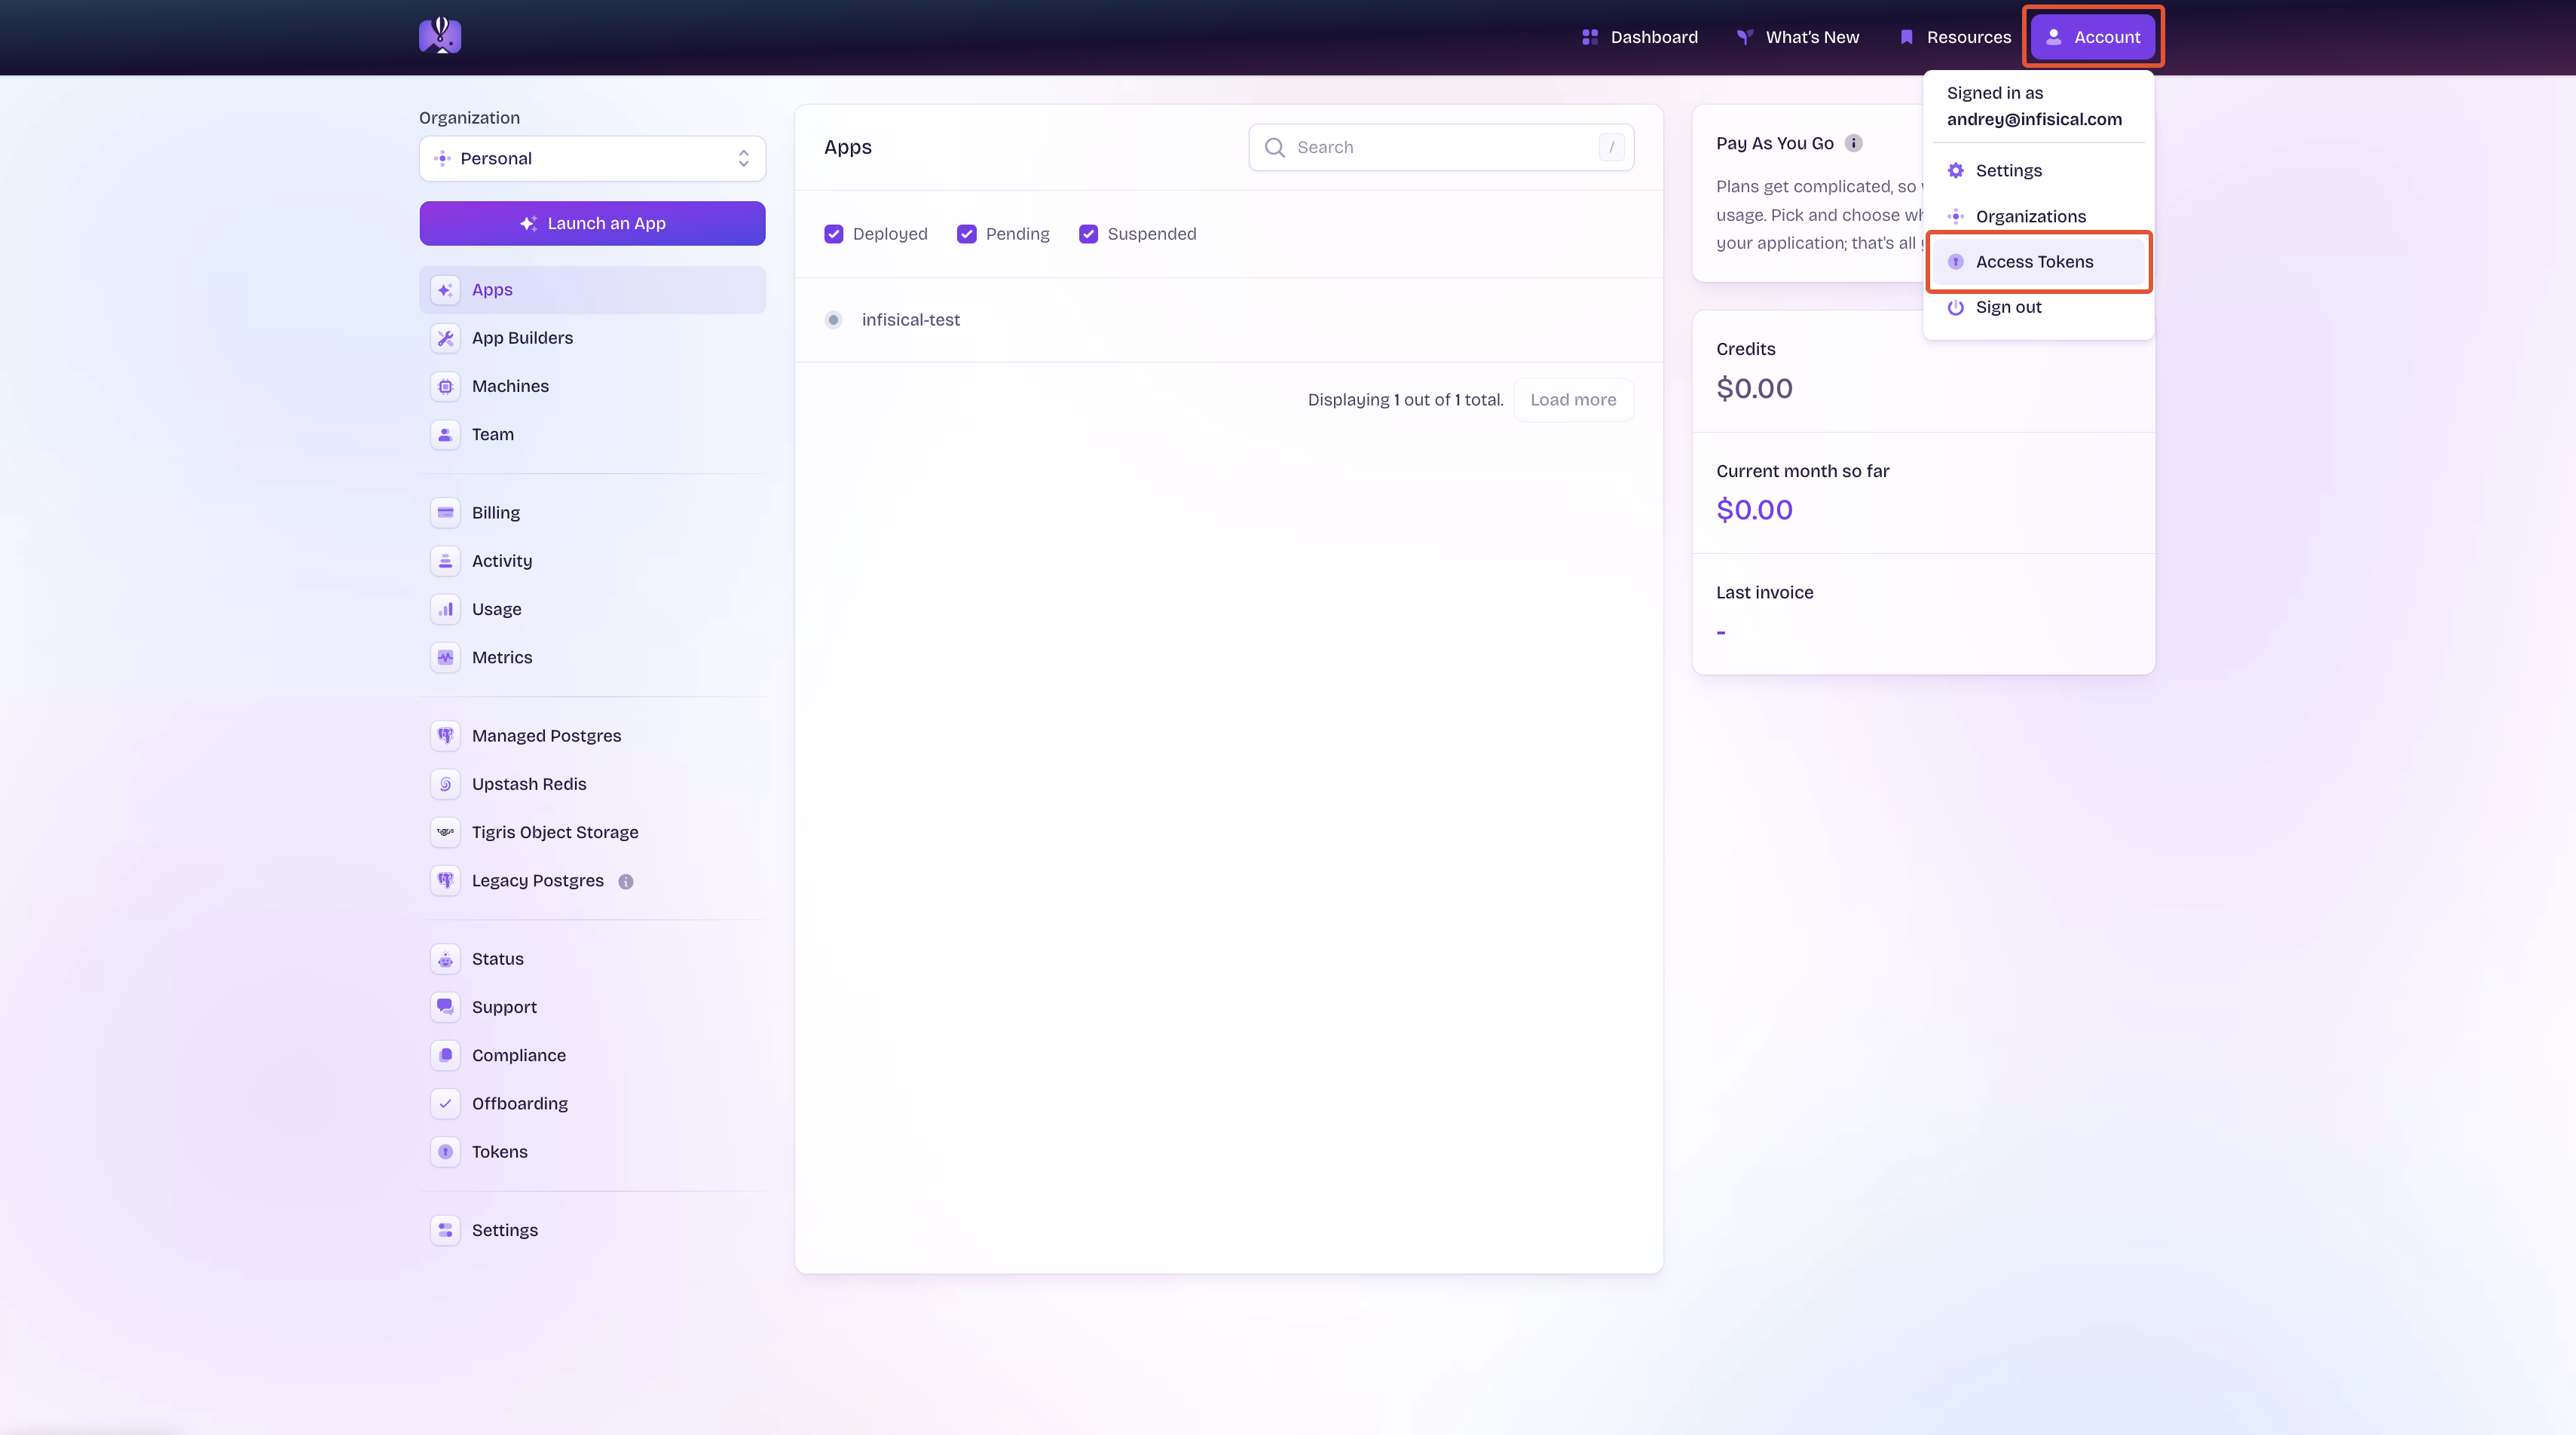 Dashboard
What's New
Resources
Account
Signed in as
andrey@infisical.com
Settings
Organizations
Access Tokens
Sign out
Organization
Personal
Launch an App
Apps
App Builders
Machines
Team
Billing
Activity
Usage
Metrics
Managed Postgres
Upstash Redis
Tigris Object Storage
Legacy Postgres
Status
Support
Compliance
Offboarding
Tokens
Settings
Apps
Search
/
Deployed
Pending
Suspended
infisical-test
Displaying 1 out of 1 total.
Load more
Pay As You Go
Plans get complicated, so
usage. Pick and choose
your application; that's all
Credits
$0.00
Current month so far
$0.00
Last invoice
-